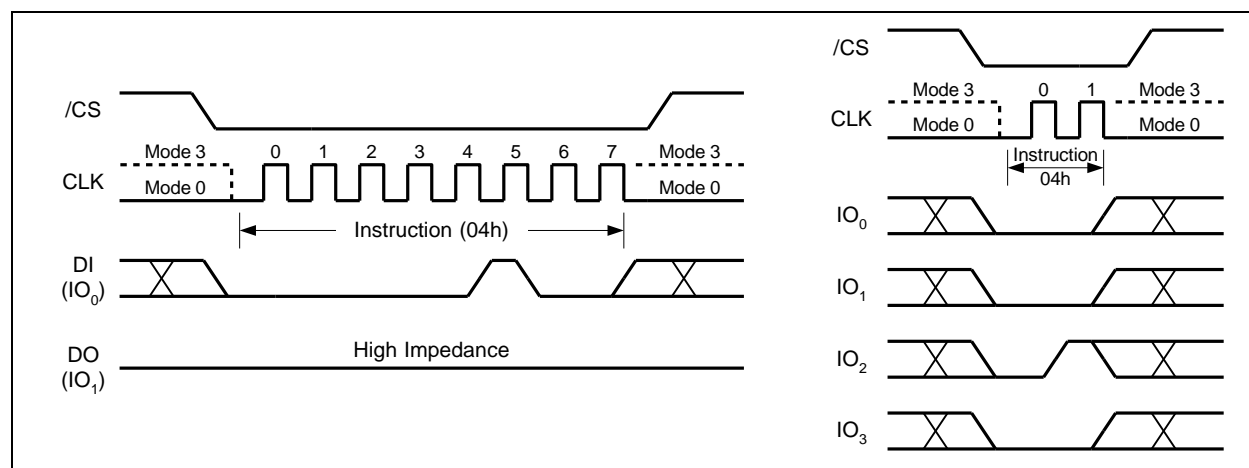 /CS
Mode 3
0 1 2 3 4 5 6 7
Mode 3
CLK
Mode 0
Mode 0
Instruction (04h)
DI
(IO0)
High Impedance
DO
(IO1)
/CS
Mode 3
0 1
Mode 3
CLK
Mode 0
Mode 0
Instruction
04h
IO0
IO1
IO2
IO3